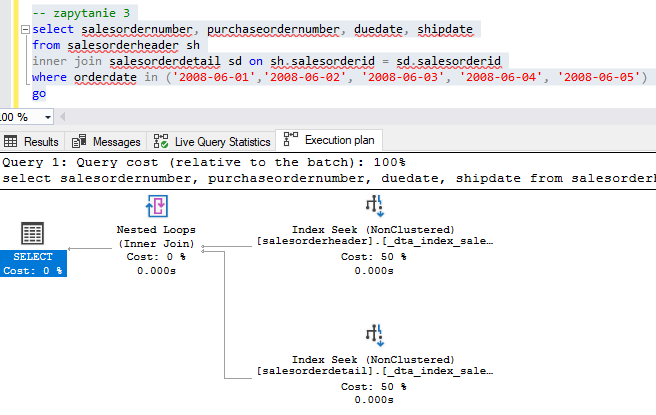 -- zapytanie 3
select salesordernumber, purchaseordernumber, duedate, shipdate
from salesorderheader sh
inner join salesorderdetail sd on sh.salesorderid = sd.salesorderid
where orderdate in ('2008-06-01','2008-06-02', '2008-06-03', '2008-06-04', '2008-06-05')
go
.00 %
Results Messages Live Query Statistics Execution plan
Query 1: Query cost (relative to the batch): 100%
select salesordernumber, purchaseordernumber, duedate, shipdate from salesorderh
SELECT
Cost: 0 %
Nested Loops
(Inner Join)
Cost: 0 %
0.000s
Index Seek (NonClustered)
[salesorderheader].[_dta_index_sale…
Cost: 50 %
0.000s
Index Seek (NonClustered)
[salesorderdetail].[_dta_index_sale…
Cost: 50 %
0.000s